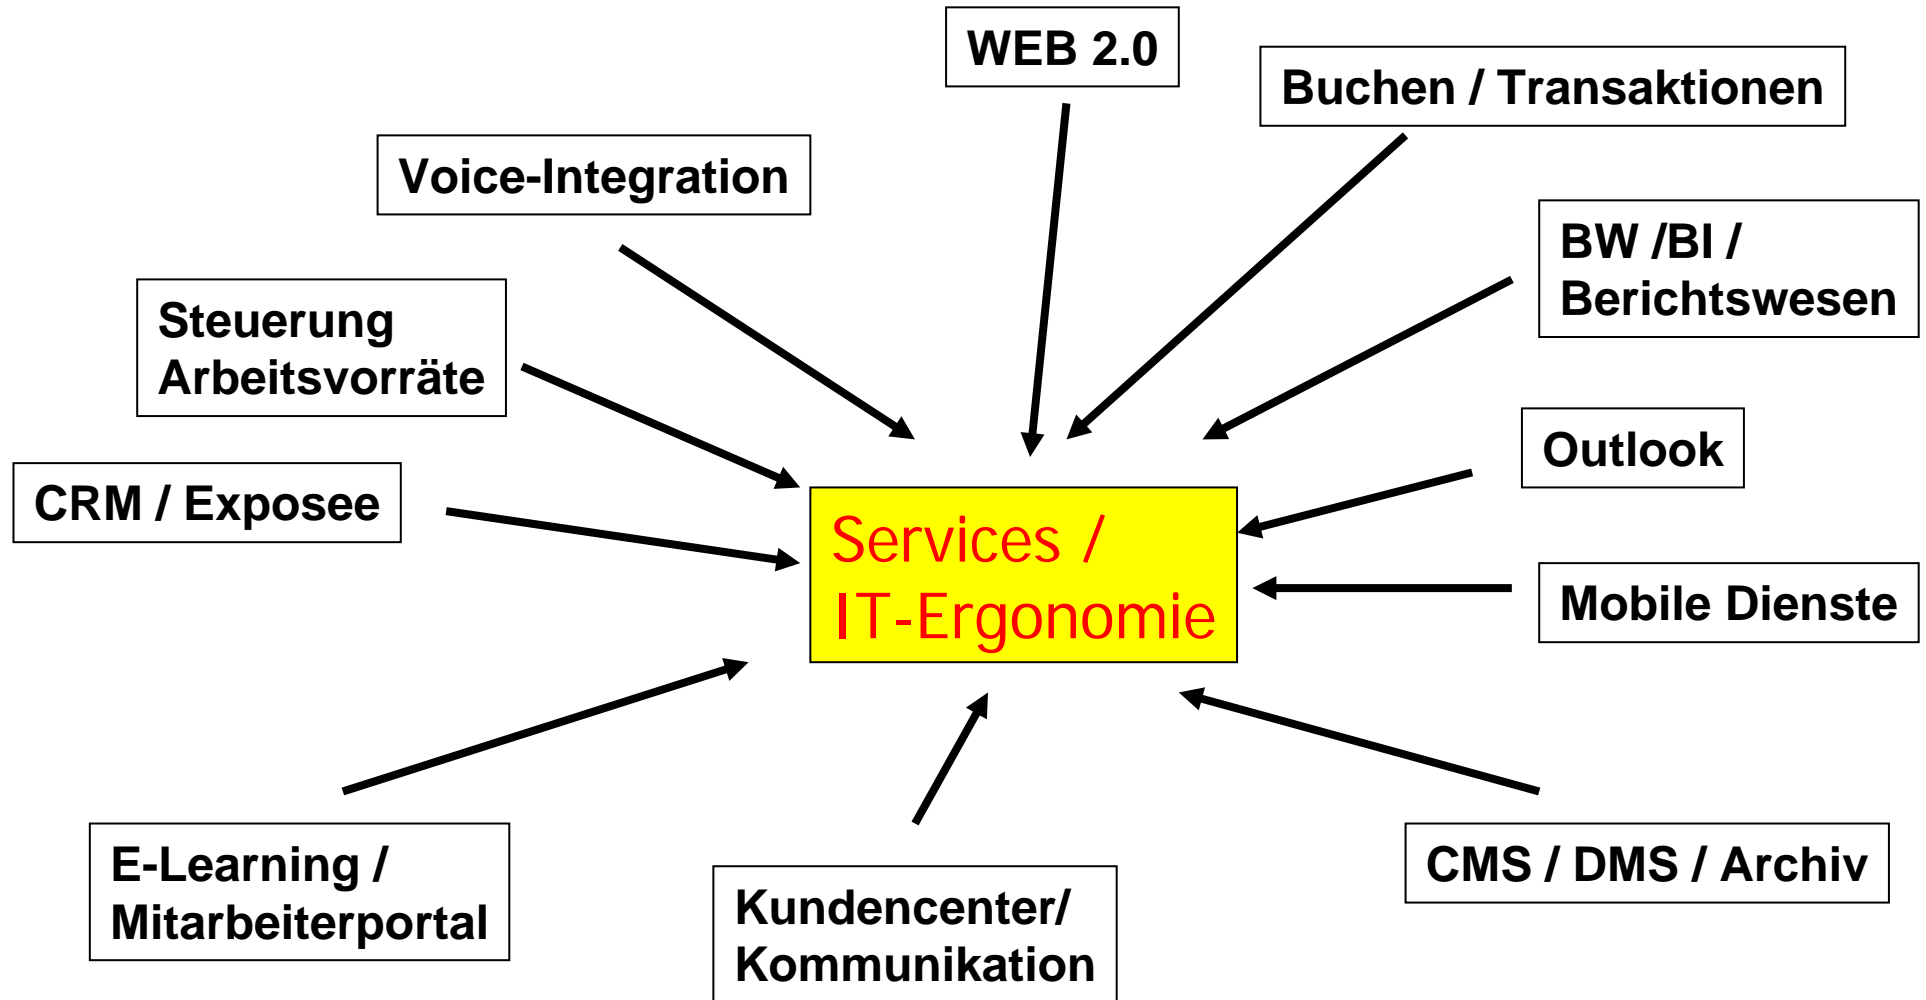 WEB 2.0
Buchen / Transaktionen
Voice-Integration
BW /BI /
Berichtswesen
Steuerung
Arbeitsvorräte
Outlook
CRM / Exposee
Services /
IT-Ergonomie
Mobile Dienste
E-Learning /
Mitarbeiterportal
Kundencenter/
Kommunikation
CMS / DMS / Archiv